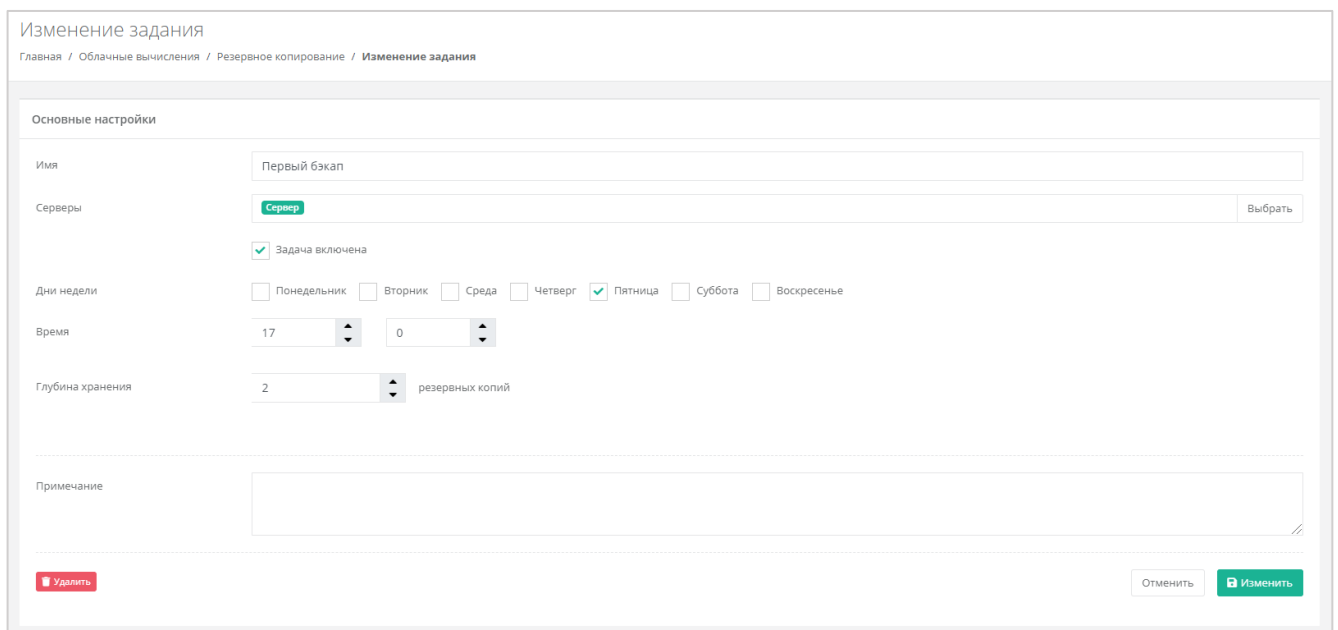 Изменение задания
Главная / Облачные вычисления / Резервное копирование / Изменение задания
Основные настройки
Имя Первый бэкап
Серверы Сервер Выбрать
Задача включена
Дни недели Понедельник Вторник Среда Четверг Пятница Суббота Воскресенье
Время 17 0
Глубина хранения 2 резервных копий
Примечание
Удалить Отменить Изменить